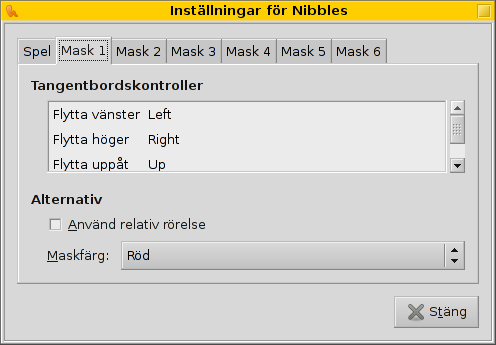 Inställningar för Nibbles
Spel Mask 1 Mask 2 Mask 3 Mask 4 Mask 5 Mask 6
Tangentbordskontroller
Flytta vänster Left
Flytta höger Right
Flytta uppåt Up
Alternativ
Använd relativ rörelse
Maskfärg: Röd
Stäng